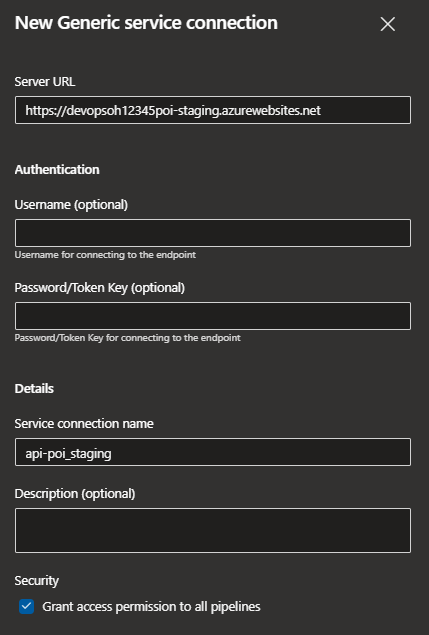 New Generic service connection
Server URL
https://devopsoh12345poi-staging.azurewebsites.net
Authentication
Username (optional)
Username for connecting to the endpoint
Password/Token Key (optional)
Password/Token Key for connecting to the endpoint
Details
Service connection name
api-poi_staging
Description (optional)
Security
Grant access permission to all pipelines